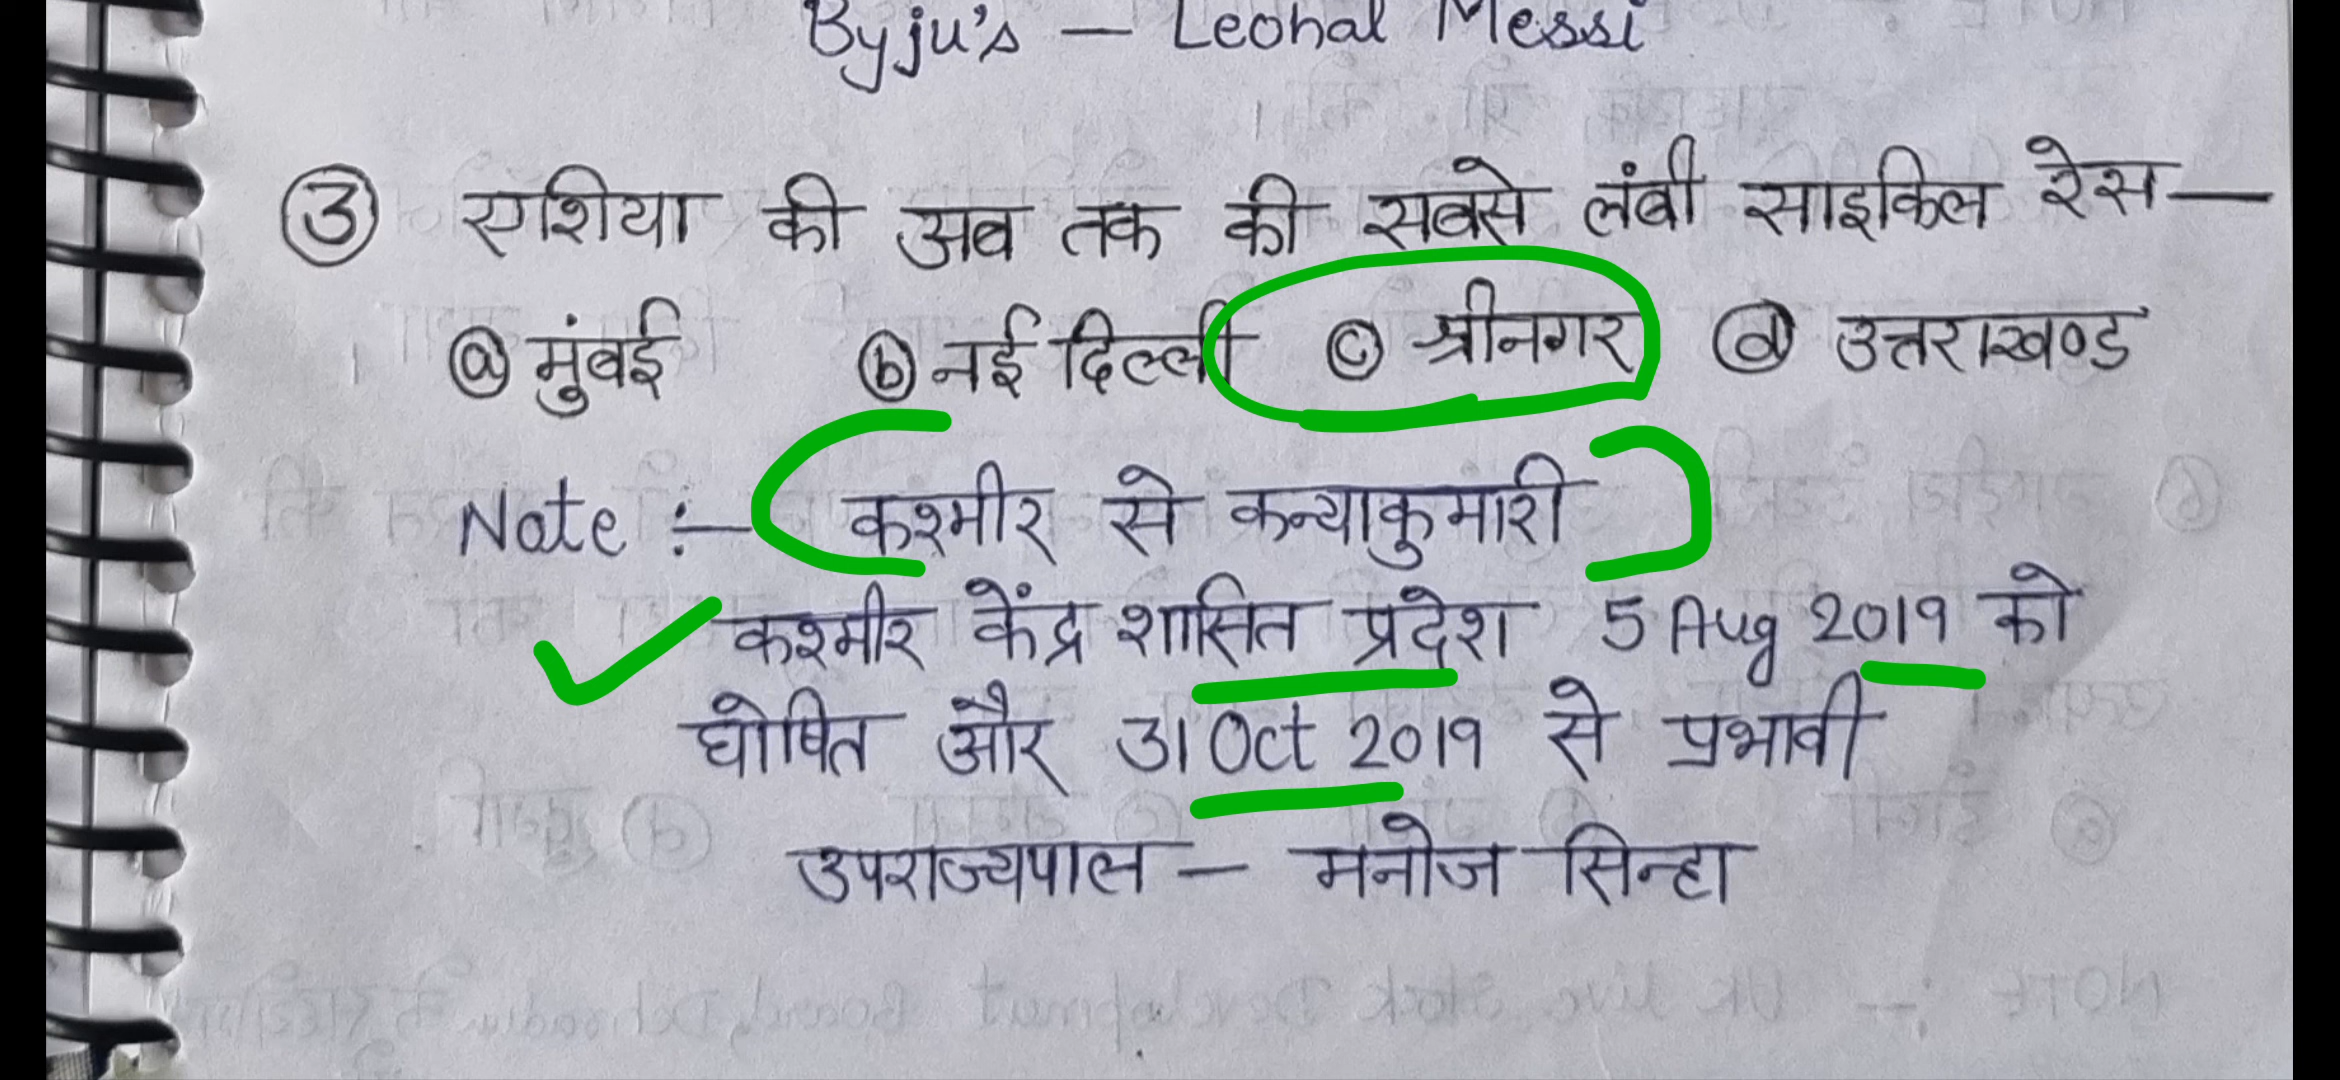 Byju's — Leonal Messi
③ एशिया की अब तक की सबसे लंबी साइकिल रेस —
ⓐ मुंबई ⓑ नई दिल्ली ⓒ श्रीनगर ⓓ उत्तराखण्ड
Note :- कश्मीर से कन्याकुमारी
कश्मीर केंद्र शासित प्रदेश 5 Aug 2019 को
घोषित और 31 Oct 2019 से प्रभावी
उपराज्यपाल — मनोज सिन्हा